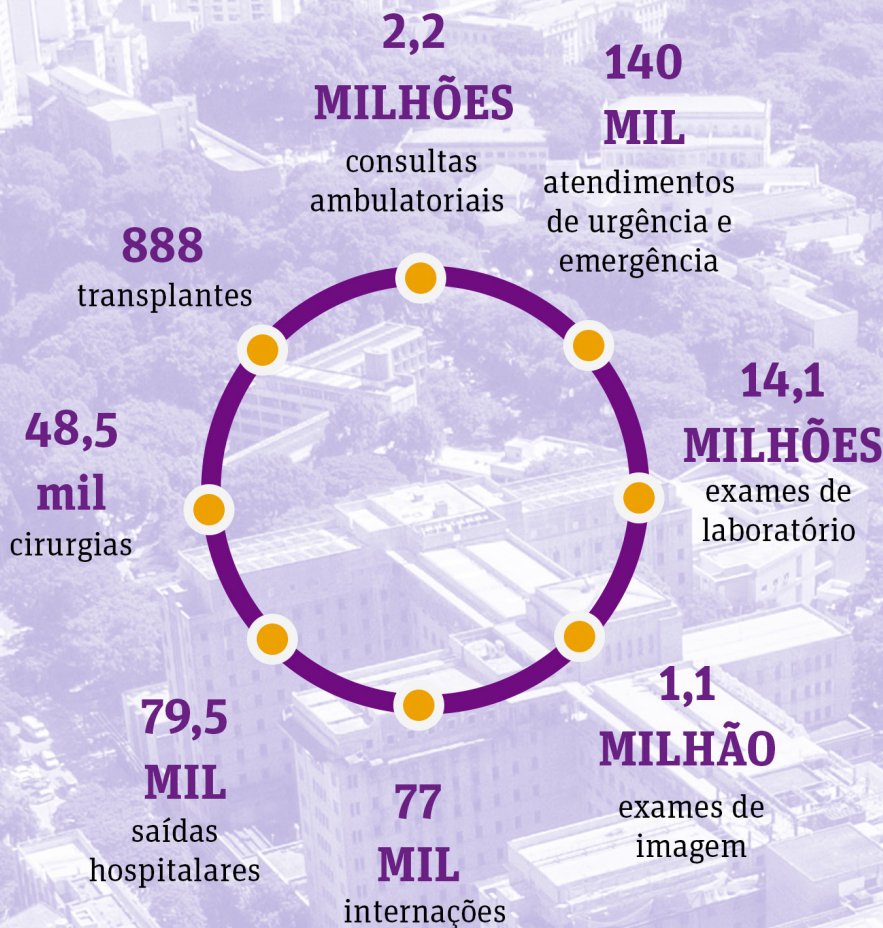 2,2
MILHÕES
consultas
ambulatoriais
140
MIL
atendimentos
de urgência e
emergência
14,1
MILHÕES
exames de
laboratório
1,1
MILHÃO
exames de
imagem
77
MIL
internações
79,5
MIL
saídas
hospitalares
48,5
mil
cirurgias
888
transplantes